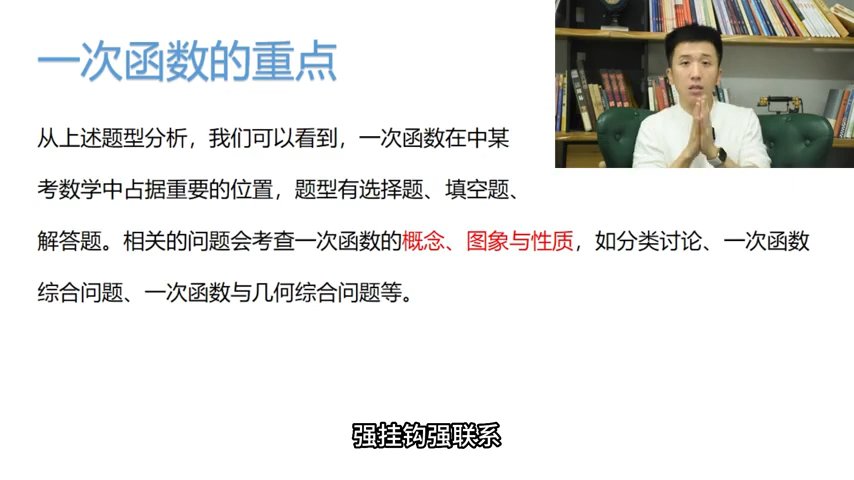 一次函数的重点
从上述题型分析，我们可以看到，一次函数在中某
考数学中占据重要的位置，题型有选择题、填空题、
解答题。相关的问题会考查一次函数的概念、图象与性质，如分类讨论、一次函数
综合问题、一次函数与几何综合问题等。
强挂钩强联系